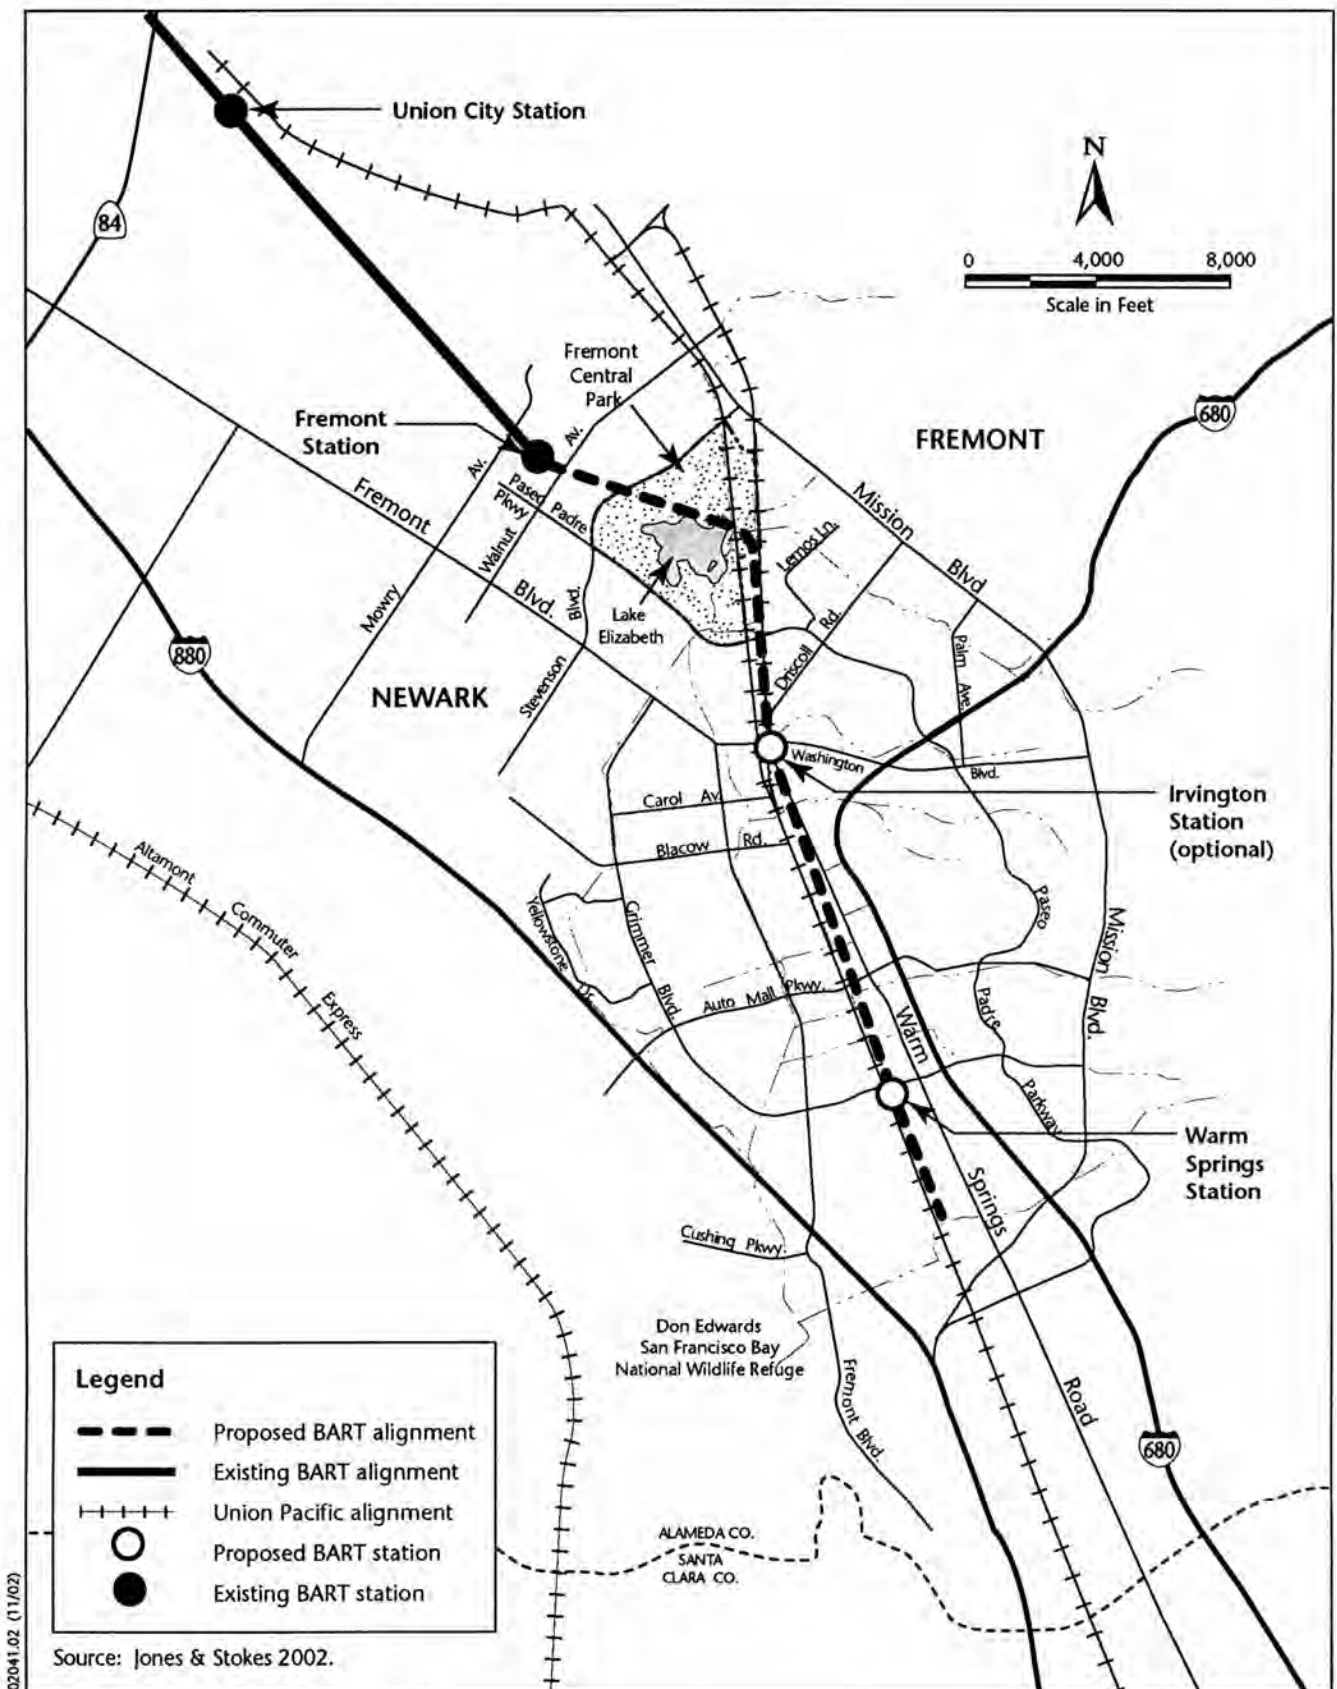 Union City Station
N
84
0 4,000 8,000
Scale in Feet
Fremont
Central
Park
680
Fremont
Station
FREMONT
Av.
Av.
Paseo Padre
Pkwy
Fremont
Blvd.
Mission
Blvd
Lemos Ln.
Walnut
Mowry
Blvd.
Stevenson
Lake
Elizabeth
Driscoll
Rd.
Palm Ave.
880
NEWARK
Washington
Blvd.
Irvington
Station
(optional)
Carol Av.
Blacow Rd.
Altamont
Commuter
Express
Yellowstone
Dr.
Grimmer
Blvd.
Auto Mall Pkwy.
Paseo
Padre
Parkway
Mission
Blvd.
Warm
Springs
Road
Warm
Springs
Station
Cushing Pkwy.
Don Edwards
San Francisco Bay
National Wildlife Refuge
Fremont Blvd.
680
ALAMEDA CO.
SANTA
CLARA CO.
Legend
Proposed BART alignment
Existing BART alignment
Union Pacific alignment
Proposed BART station
Existing BART station
Source: Jones & Stokes 2002.
02041.02 (11/02)